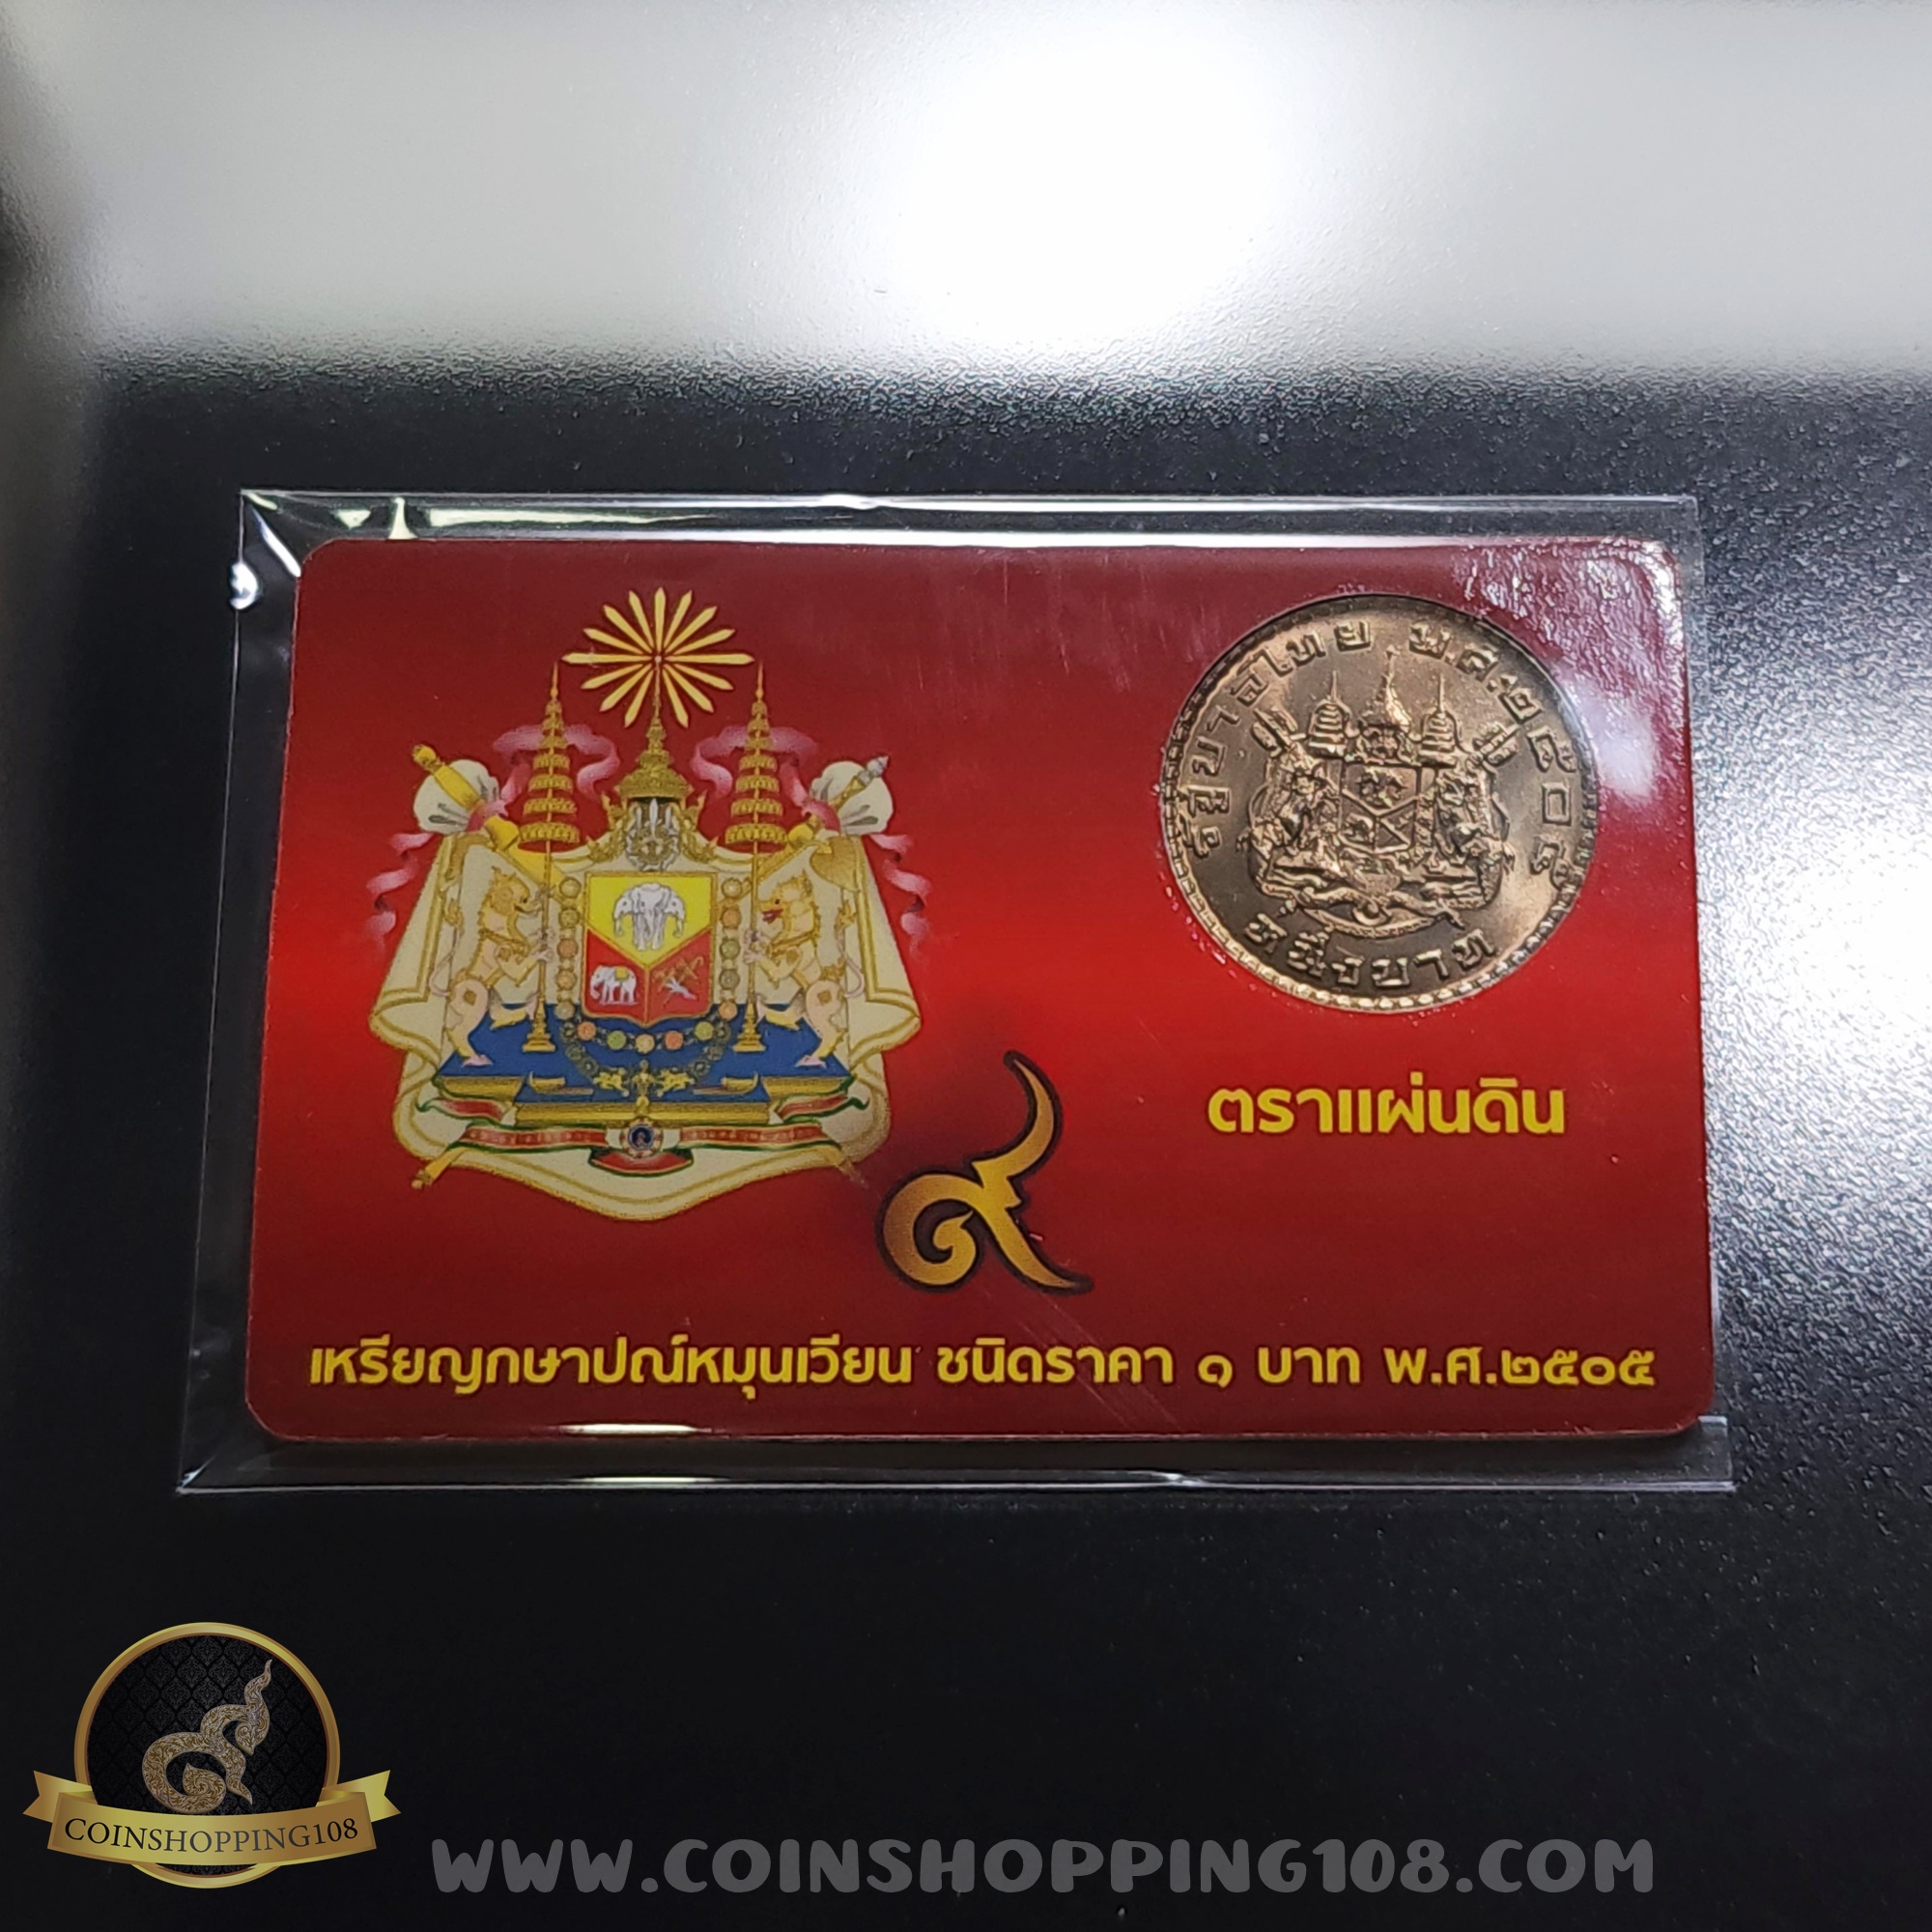 รัฐบาลไทย พ.ศ.๒๕๐๕
หนึ่งบาท
ตราแผ่นดิน
๙
เหรียญกษาปณ์หมุนเวียน ชนิดราคา ๑ บาท พ.ศ.๒๕๐๕
COINSHOPPING108
WWW.COINSHOPPING108.COM